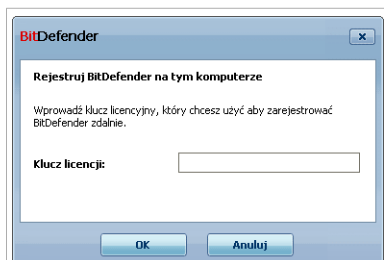 BitDefender
Rejestruj BitDefender na tym komputerze
Wprowadź klucz licencyjny, który chcesz użyć aby zarejestrować
BitDefender zdalnie.
Klucz licencji:
OK Anuluj